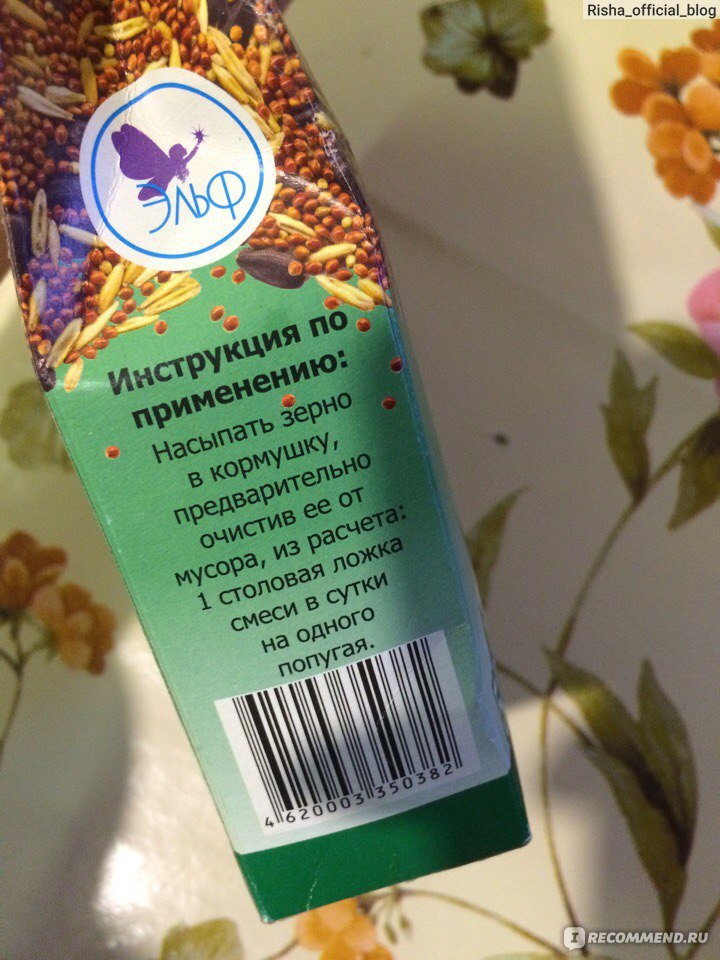 Risha_official_blog
ЭЛЬФ
Инструкция по
применению:
Насыпать зерно
в кормушку,
предварительно
очистив ее от
мусора, из расчета:
1 столовая ложка
смеси в сутки
на одного
попугая.
4 620003 350382
I RECOMMEND.RU